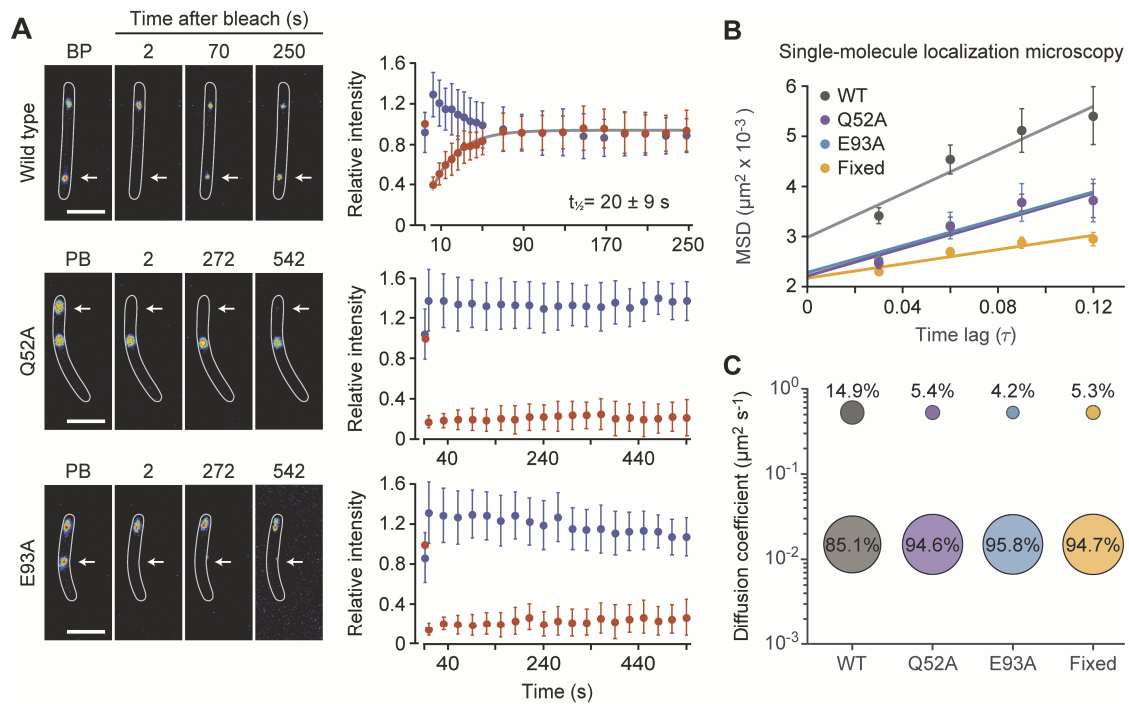 A
Time after bleach (s)
BP 2 70 250
Wild type
Relative intensity
1.6
1.2
0.8
0.4
0
t½= 20 ± 9 s
10 90 170 250
PB 2 272 542
Q52A
Relative intensity
1.6
1.2
0.8
0.4
0
40 240 440
PB 2 272 542
E93A
Relative intensity
1.6
1.2
0.8
0.4
0
40 240 440
Time (s)
B
Single-molecule localization microscopy
MSD (µm² x 10⁻³)
6
5
4
3
2
WT
Q52A
E93A
Fixed
0 0.04 0.08 0.12
Time lag (τ)
C
Diffusion coefficient (µm² s⁻¹)
10⁰
10⁻¹
10⁻²
10⁻³
14.9% 5.4% 4.2% 5.3%
85.1% 94.6% 95.8% 94.7%
WT Q52A E93A Fixed